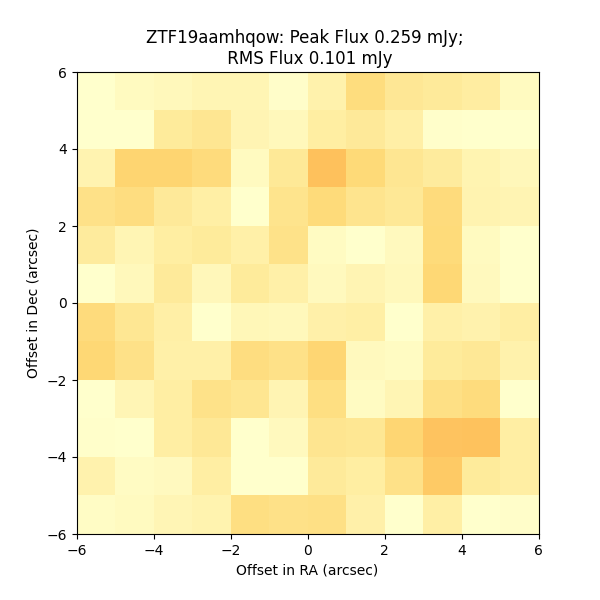 ZTF19aamhqow: Peak Flux 0.259 mJy;
RMS Flux 0.101 mJy
6
4
2
0
−2
−4
−6
Offset in Dec (arcsec)
−6 −4 −2 0 2 4 6
Offset in RA (arcsec)